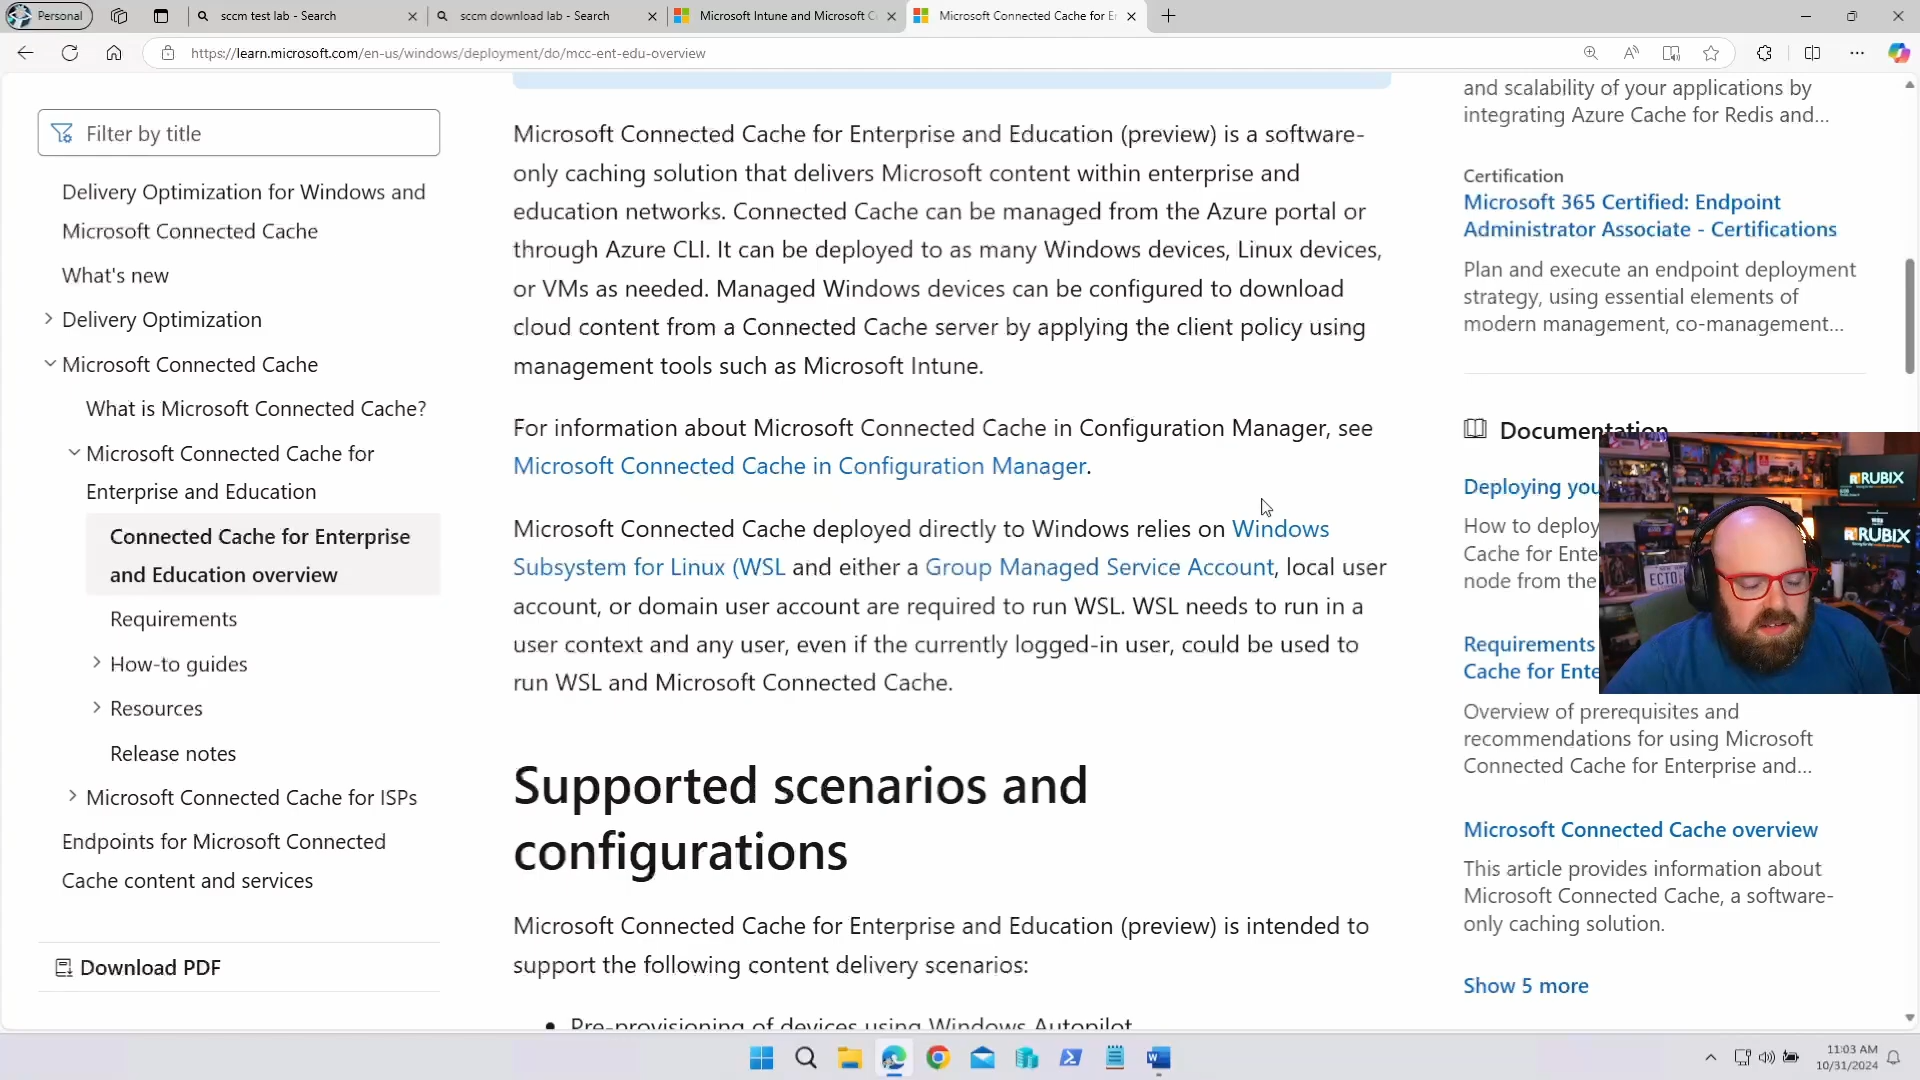 Personal
sccm test lab - Search
sccm download lab - Search
Microsoft Intune and Microsoft C
Microsoft Connected Cache for E
https://learn.microsoft.com/en-us/windows/deployment/do/mcc-ent-edu-overview
Filter by title
Delivery Optimization for Windows and
Microsoft Connected Cache
What's new
Delivery Optimization
Microsoft Connected Cache
What is Microsoft Connected Cache?
Microsoft Connected Cache for
Enterprise and Education
Connected Cache for Enterprise
and Education overview
Requirements
How-to guides
Resources
Release notes
Microsoft Connected Cache for ISPs
Endpoints for Microsoft Connected
Cache content and services
Download PDF
Microsoft Connected Cache for Enterprise and Education (preview) is a software-
only caching solution that delivers Microsoft content within enterprise and
education networks. Connected Cache can be managed from the Azure portal or
through Azure CLI. It can be deployed to as many Windows devices, Linux devices,
or VMs as needed. Managed Windows devices can be configured to download
cloud content from a Connected Cache server by applying the client policy using
management tools such as Microsoft Intune.
For information about Microsoft Connected Cache in Configuration Manager, see
Microsoft Connected Cache in Configuration Manager.
Microsoft Connected Cache deployed directly to Windows relies on Windows
Subsystem for Linux (WSL and either a Group Managed Service Account, local user
account, or domain user account are required to run WSL. WSL needs to run in a
user context and any user, even if the currently logged-in user, could be used to
run WSL and Microsoft Connected Cache.
Supported scenarios and
configurations
Microsoft Connected Cache for Enterprise and Education (preview) is intended to
support the following content delivery scenarios:
• Pre-provisioning of devices using Windows Autopilot
and scalability of your applications by
integrating Azure Cache for Redis and...
Certification
Microsoft 365 Certified: Endpoint
Administrator Associate - Certifications
Plan and execute an endpoint deployment
strategy, using essential elements of
modern management, co-management...
Documentation
Deploying you
How to deploy
Cache for Ente
node from the
Requirements
Cache for Ente
Overview of prerequisites and
recommendations for using Microsoft
Connected Cache for Enterprise and...
Microsoft Connected Cache overview
This article provides information about
Microsoft Connected Cache, a software-
only caching solution.
Show 5 more
RUBIX
RUBIX
ECTO
11:03 AM
10/31/2024